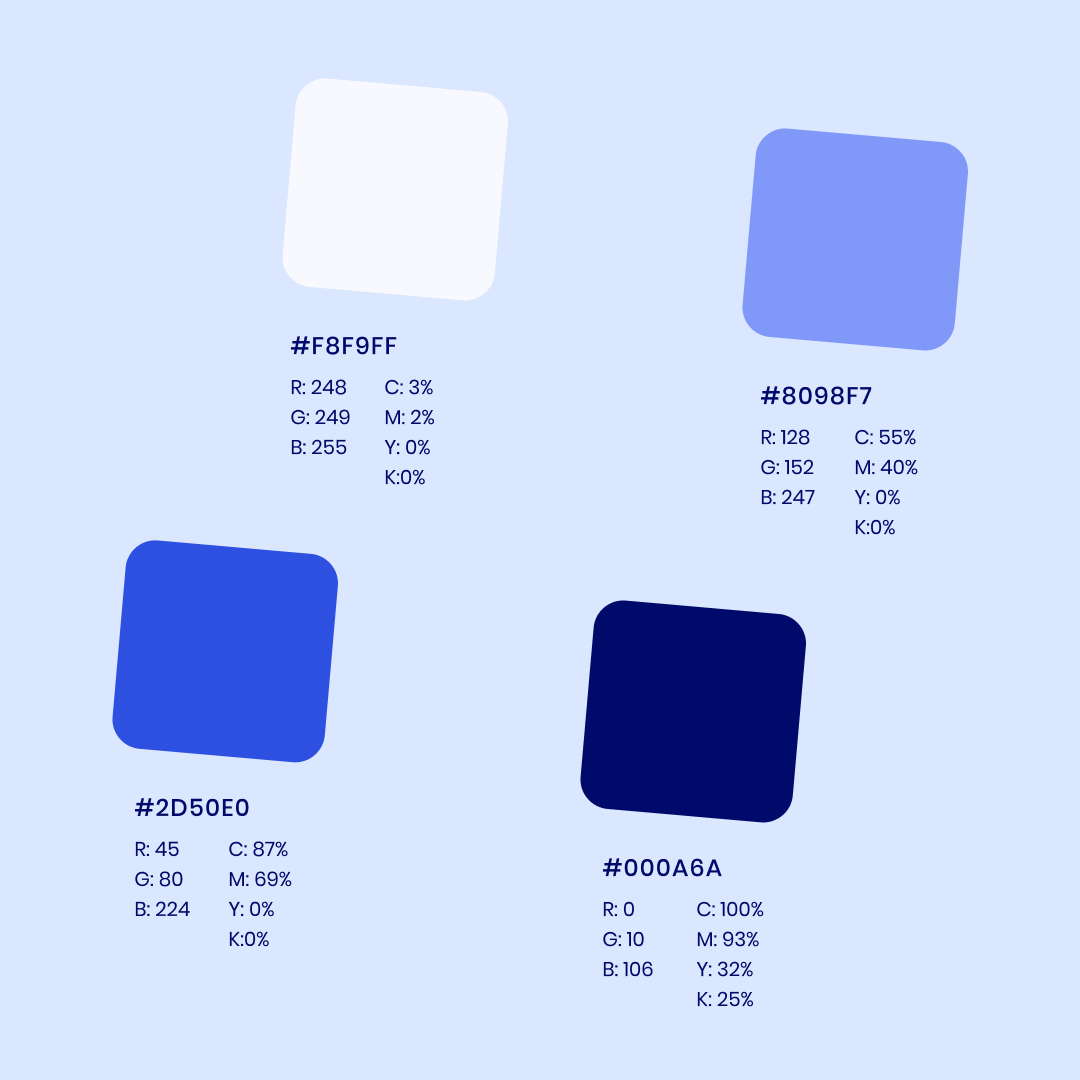 #F8F9FF
R: 248 C: 3%
G: 249 M: 2%
B: 255 Y: 0%
K:0%
#8098F7
R: 128 C: 55%
G: 152 M: 40%
B: 247 Y: 0%
K:0%
#2D50E0
R: 45 C: 87%
G: 80 M: 69%
B: 224 Y: 0%
K:0%
#000A6A
R: 0 C: 100%
G: 10 M: 93%
B: 106 Y: 32%
K: 25%